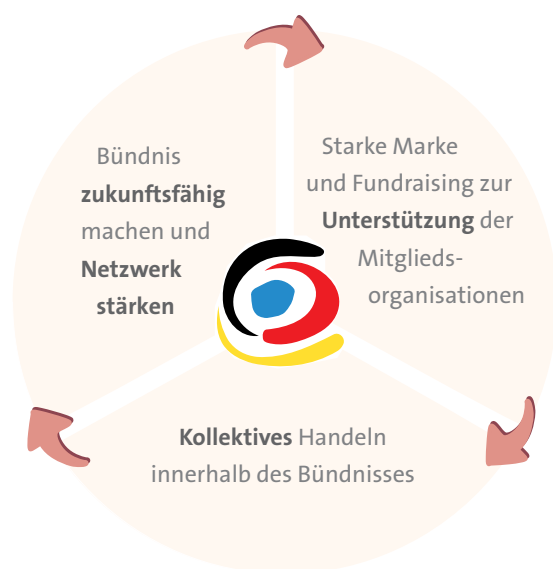 Bündnis
zukunftsfähig
machen und
Netzwerk
stärken
Starke Marke
und Fundraising zur
Unterstützung der
Mitglieds-
organisationen
Kollektives Handeln
innerhalb des Bündnisses